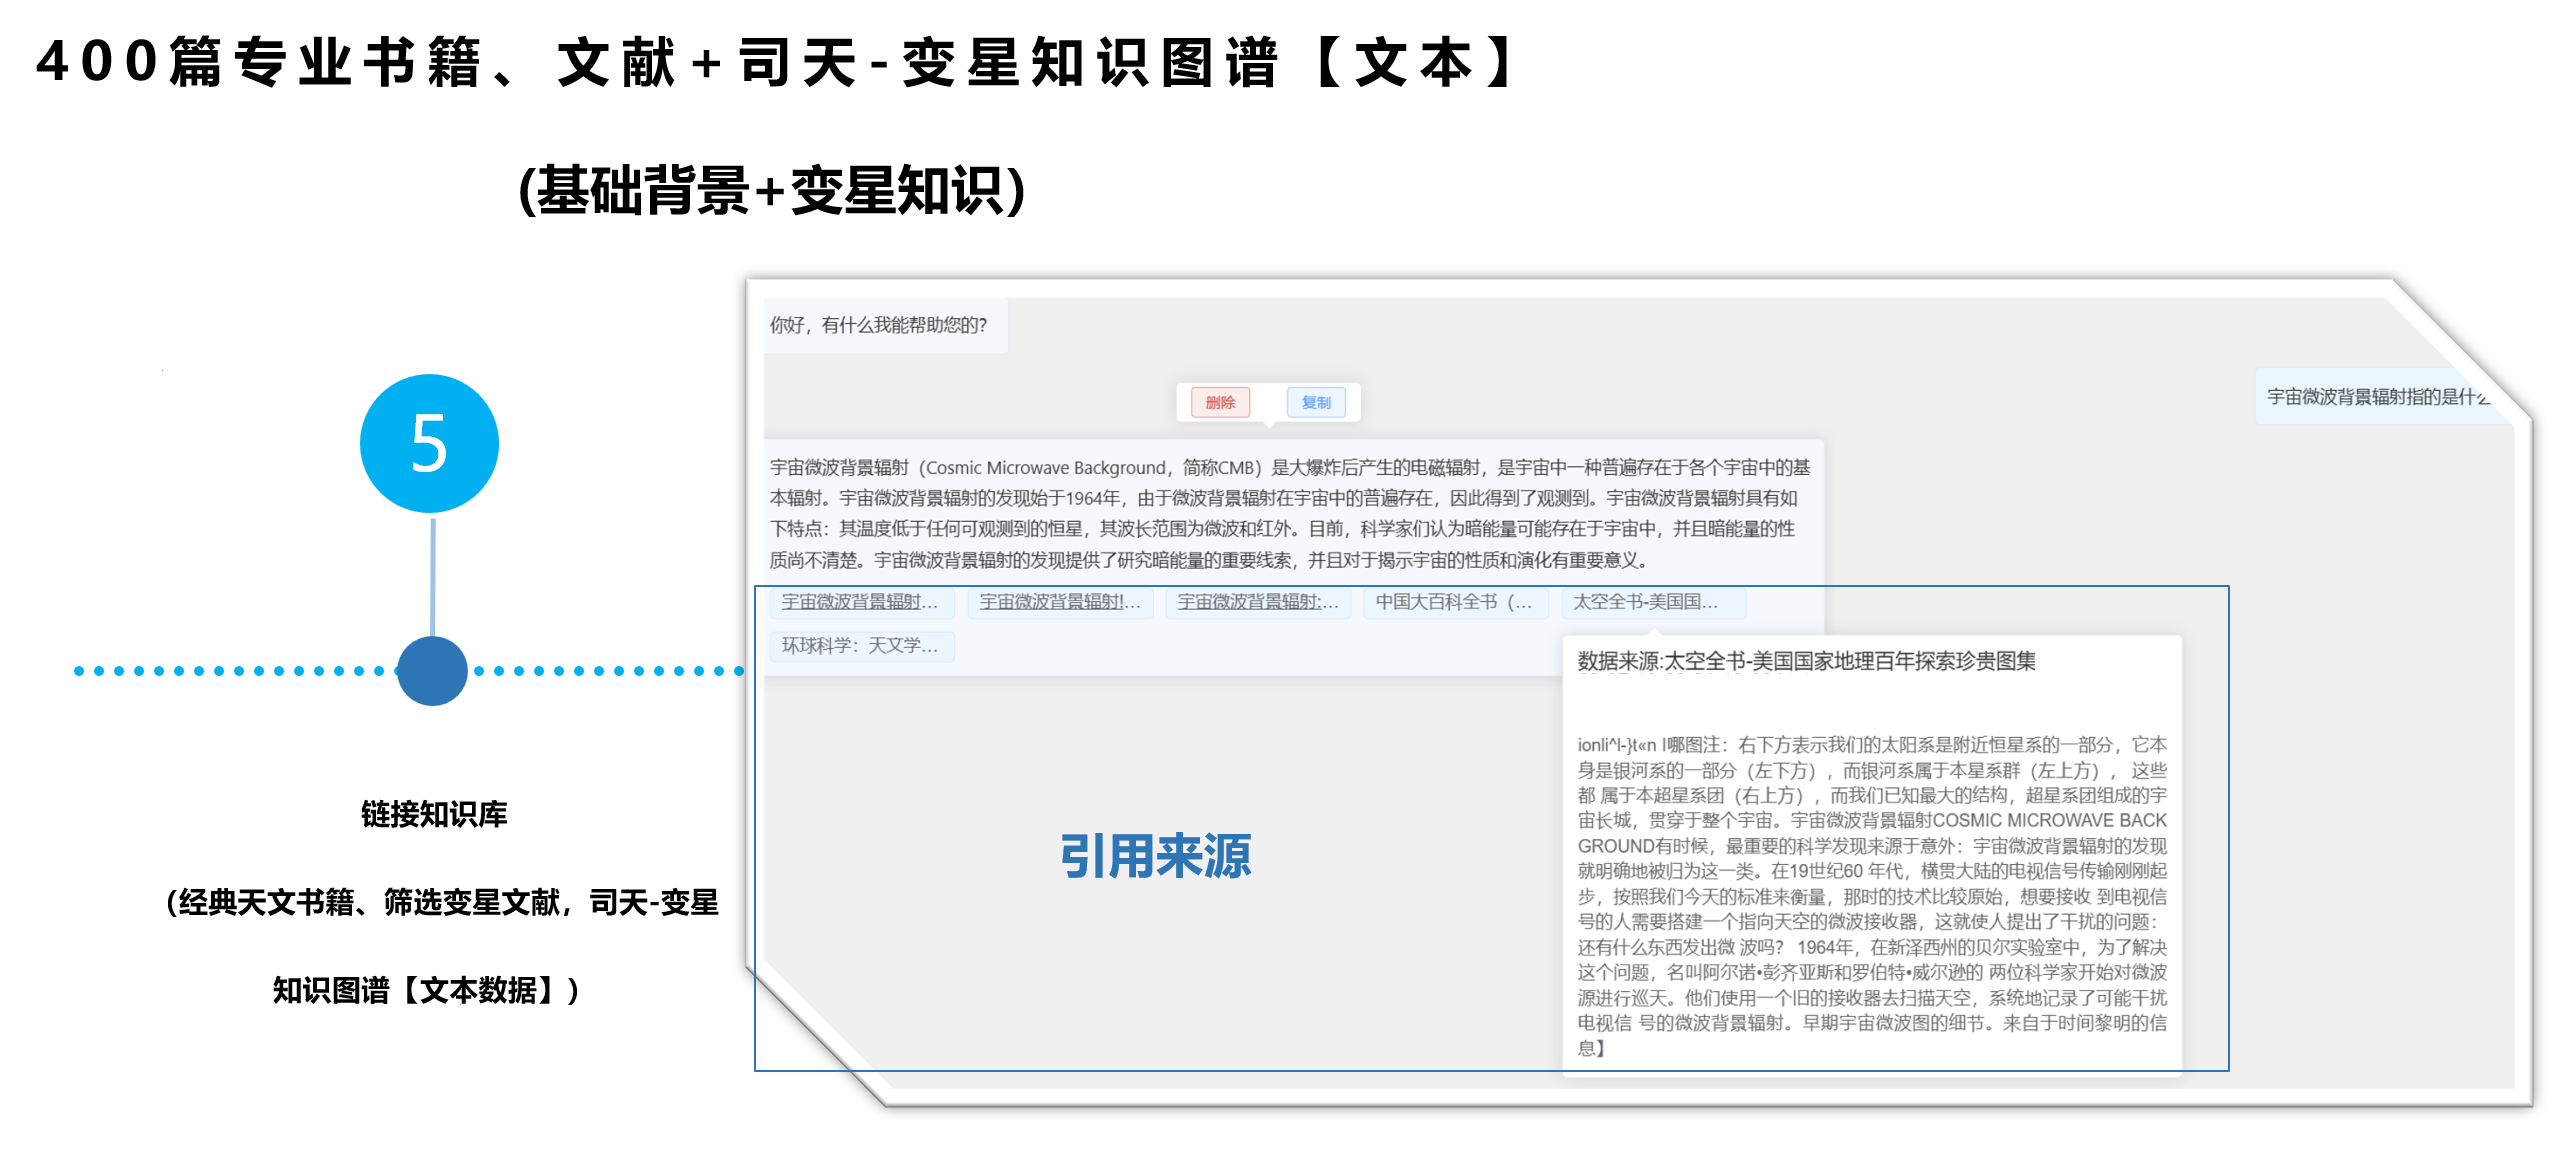 400篇专业书籍、文献+司天-变星知识图谱【文本】
(基础背景+变星知识)
5
链接知识库
（经典天文书籍、筛选变星文献，司天-变星
知识图谱【文本数据】）
你好，有什么我能帮助您的？
宇宙微波背景辐射指的是什么
删除 复制
宇宙微波背景辐射（Cosmic Microwave Background，简称CMB）是大爆炸后产生的电磁辐射，是宇宙中一种普遍存在于各个宇宙中的基
本辐射。宇宙微波背景辐射的发现始于1964年，由于微波背景辐射在宇宙中的普遍存在，因此得到了观测到。宇宙微波背景辐射具有如
下特点：其温度低于任何可观测到的恒星，其波长范围为微波和红外。目前，科学家们认为暗能量可能存在于宇宙中，并且暗能量的性
质尚不清楚。宇宙微波背景辐射的发现提供了研究暗能量的重要线索，并且对于揭示宇宙的性质和演化有重要意义。
宇宙微波背景辐射... 宇宙微波背景辐射!... 宇宙微波背景辐射:... 中国大百科全书（... 太空全书-美国国...
环球科学：天文学...
引用来源
数据来源:太空全书-美国国家地理百年探索珍贵图集
ionli^l-}t«n l哪图注：右下方表示我们的太阳系是附近恒星系的一部分，它本
身是银河系的一部分（左下方），而银河系属于本星系群（左上方）， 这些
都 属于本超星系团（右上方），而我们已知最大的结构，超星系团组成的宇
宙长城，贯穿于整个宇宙。宇宙微波背景辐射COSMIC MICROWAVE BACK
GROUND有时候，最重要的科学发现来源于意外：宇宙微波背景辐射的发现
就明确地被归为这一类。在19世纪60 年代，横贯大陆的电视信号传输刚刚起
步，按照我们今天的标准来衡量，那时的技术比较原始，想要接收 到电视信
号的人需要搭建一个指向天空的微波接收器，这就使人提出了干扰的问题：
还有什么东西发出微 波吗？ 1964年，在新泽西州的贝尔实验室中，为了解决
这个问题，名叫阿尔诺•彭齐亚斯和罗伯特•威尔逊的 两位科学家开始对微波
源进行巡天。他们使用一个旧的接收器去扫描天空，系统地记录了可能干扰
电视信 号的微波背景辐射。早期宇宙微波图的细节。来自于时间黎明的信
息】